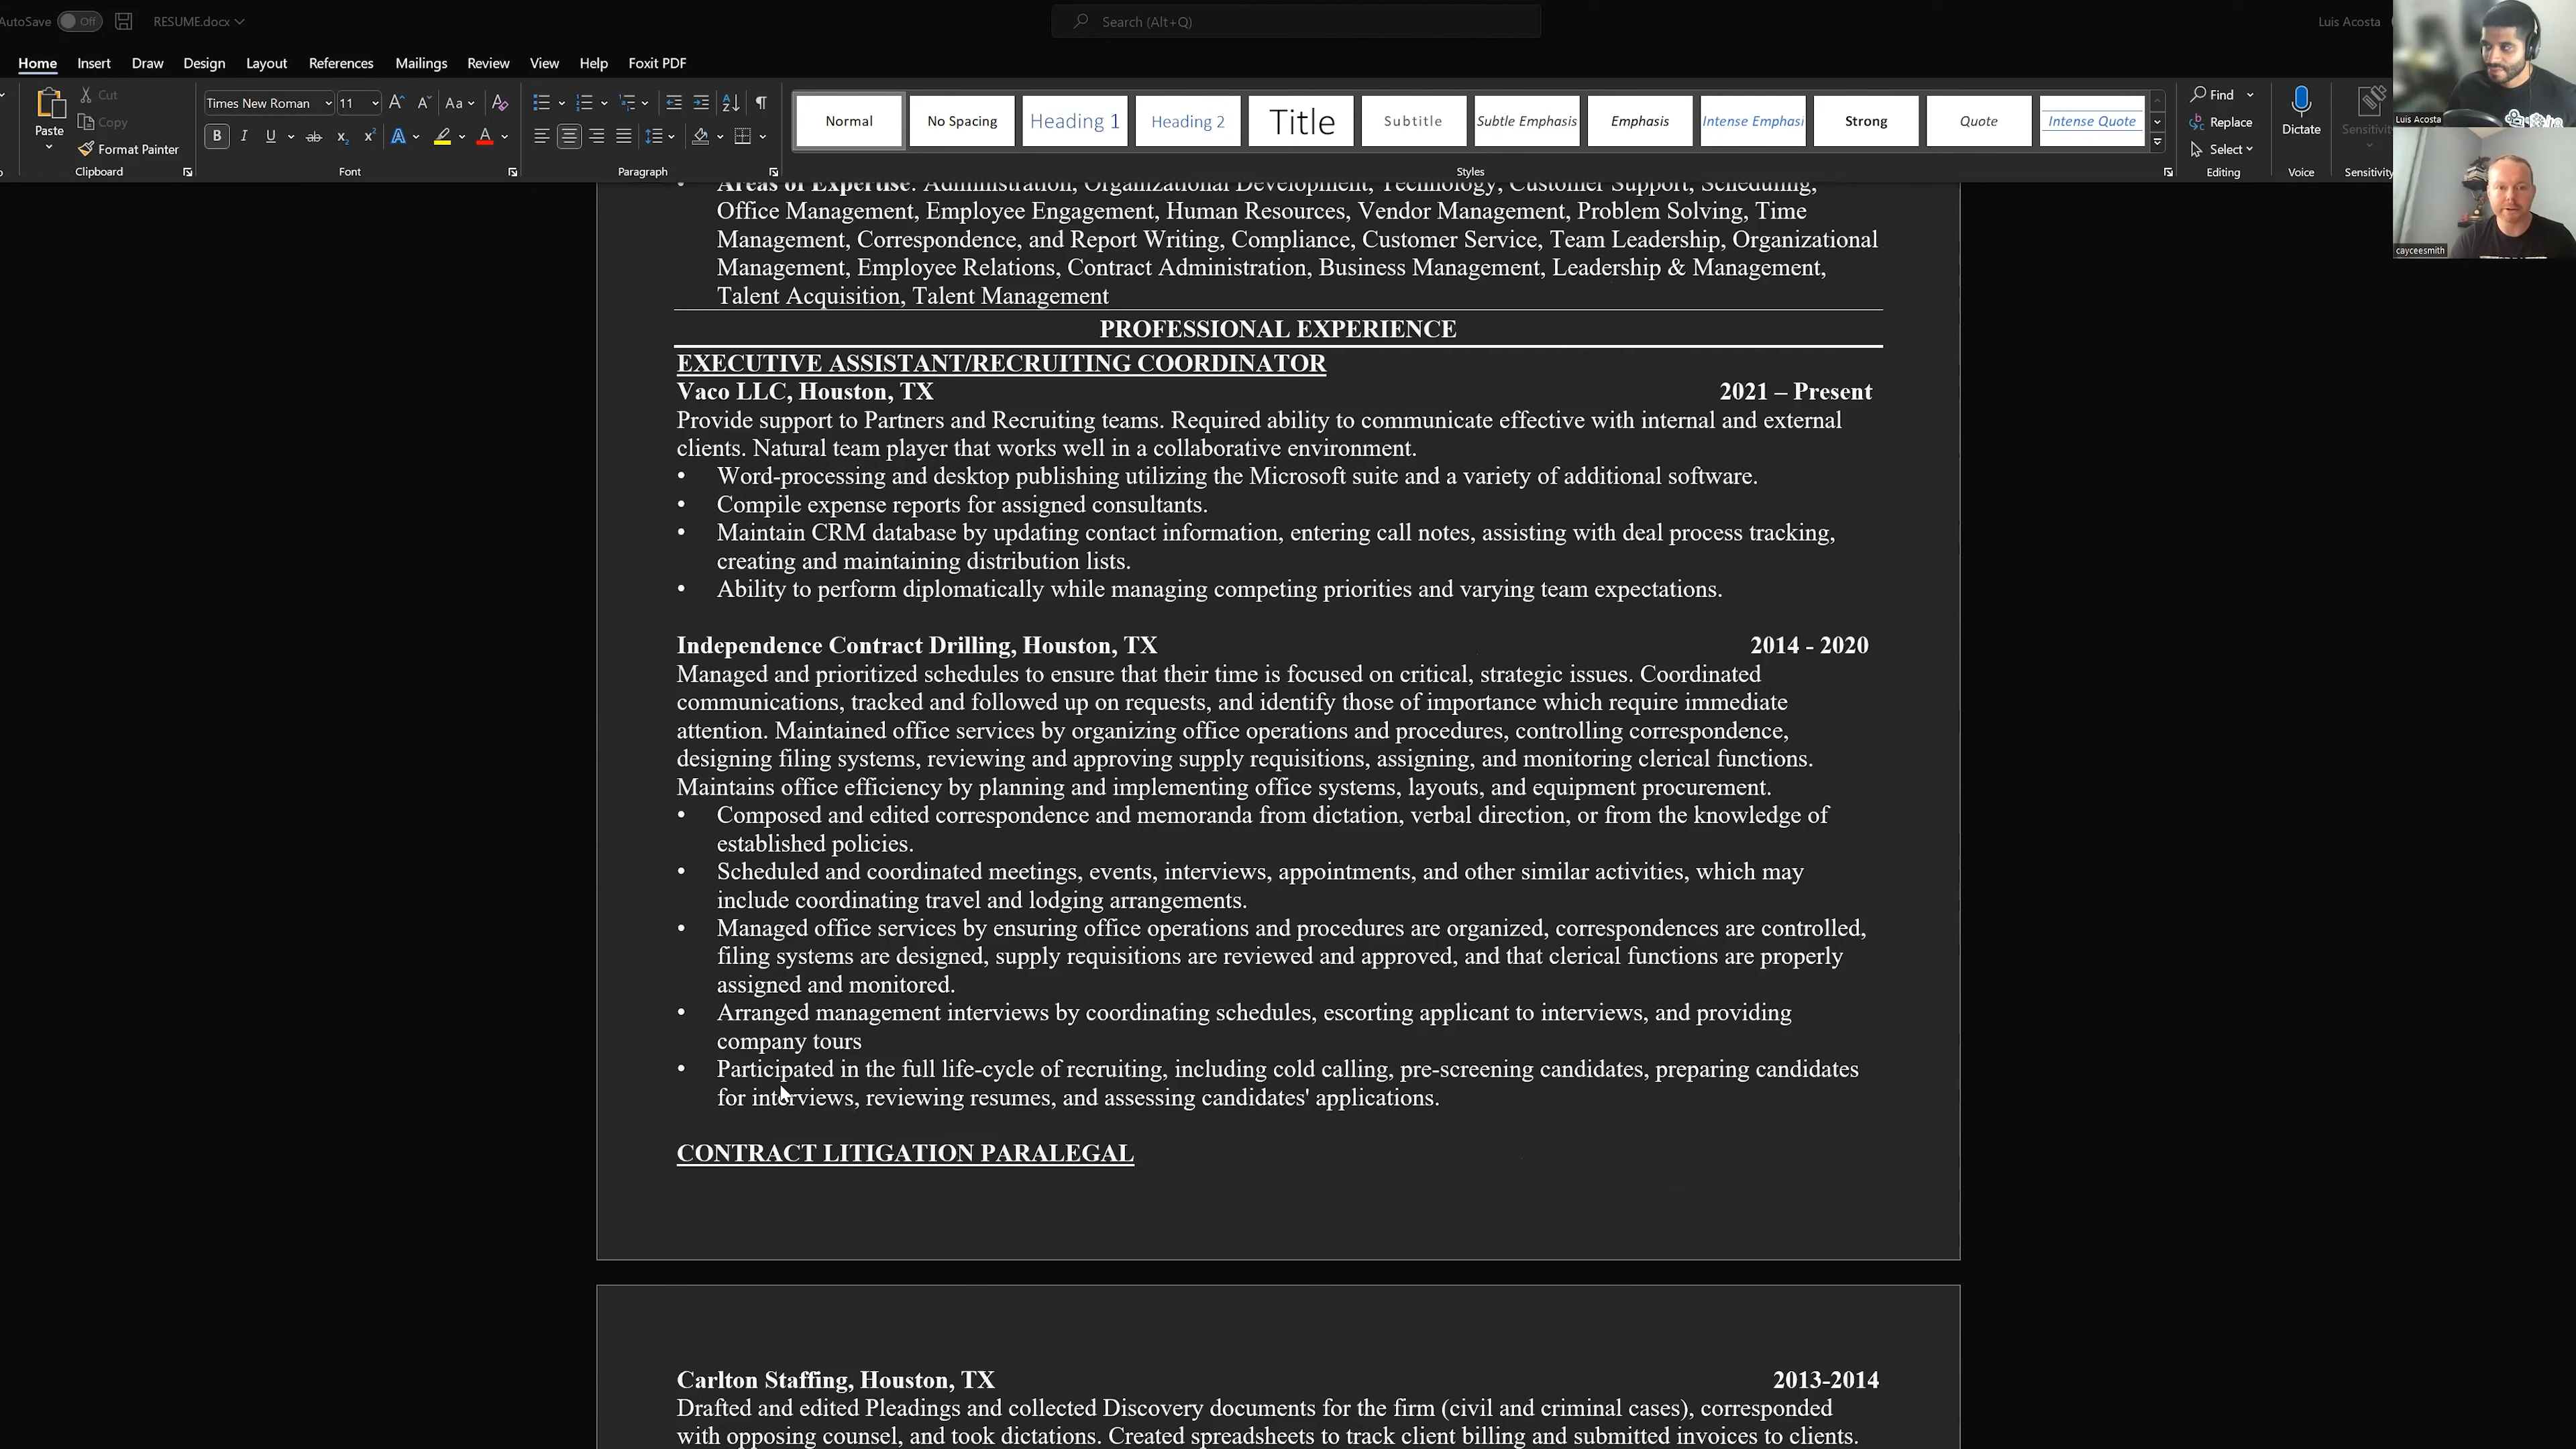 AutoSave Off RESUME.docx Search (Alt+Q) Luis Acosta
Home Insert Draw Design Layout References Mailings Review View Help Foxit PDF
Paste Cut Copy Format Painter
Times New Roman 11
Normal No Spacing Heading 1 Heading 2 Title Subtitle Subtle Emphasis Emphasis Intense Emphasi Strong Quote Intense Quote
Find Replace Select
Dictate Sensitivity
Clipboard Font Paragraph Styles Editing Voice Sensitivity
Luis Acosta
cayceesmith
Areas of Expertise: Administration, Organizational Development, Technology, Customer Support, Scheduling,
Office Management, Employee Engagement, Human Resources, Vendor Management, Problem Solving, Time
Management, Correspondence, and Report Writing, Compliance, Customer Service, Team Leadership, Organizational
Management, Employee Relations, Contract Administration, Business Management, Leadership & Management,
Talent Acquisition, Talent Management
PROFESSIONAL EXPERIENCE
EXECUTIVE ASSISTANT/RECRUITING COORDINATOR
Vaco LLC, Houston, TX 2021 – Present
Provide support to Partners and Recruiting teams. Required ability to communicate effective with internal and external
clients. Natural team player that works well in a collaborative environment.
• Word-processing and desktop publishing utilizing the Microsoft suite and a variety of additional software.
• Compile expense reports for assigned consultants.
• Maintain CRM database by updating contact information, entering call notes, assisting with deal process tracking,
creating and maintaining distribution lists.
• Ability to perform diplomatically while managing competing priorities and varying team expectations.
Independence Contract Drilling, Houston, TX 2014 - 2020
Managed and prioritized schedules to ensure that their time is focused on critical, strategic issues. Coordinated
communications, tracked and followed up on requests, and identify those of importance which require immediate
attention. Maintained office services by organizing office operations and procedures, controlling correspondence,
designing filing systems, reviewing and approving supply requisitions, assigning, and monitoring clerical functions.
Maintains office efficiency by planning and implementing office systems, layouts, and equipment procurement.
• Composed and edited correspondence and memoranda from dictation, verbal direction, or from the knowledge of
established policies.
• Scheduled and coordinated meetings, events, interviews, appointments, and other similar activities, which may
include coordinating travel and lodging arrangements.
• Managed office services by ensuring office operations and procedures are organized, correspondences are controlled,
filing systems are designed, supply requisitions are reviewed and approved, and that clerical functions are properly
assigned and monitored.
• Arranged management interviews by coordinating schedules, escorting applicant to interviews, and providing
company tours
• Participated in the full life-cycle of recruiting, including cold calling, pre-screening candidates, preparing candidates
for interviews, reviewing resumes, and assessing candidates' applications.
CONTRACT LITIGATION PARALEGAL
Carlton Staffing, Houston, TX 2013-2014
Drafted and edited Pleadings and collected Discovery documents for the firm (civil and criminal cases), corresponded
with opposing counsel, and took dictations. Created spreadsheets to track client billing and submitted invoices to clients.